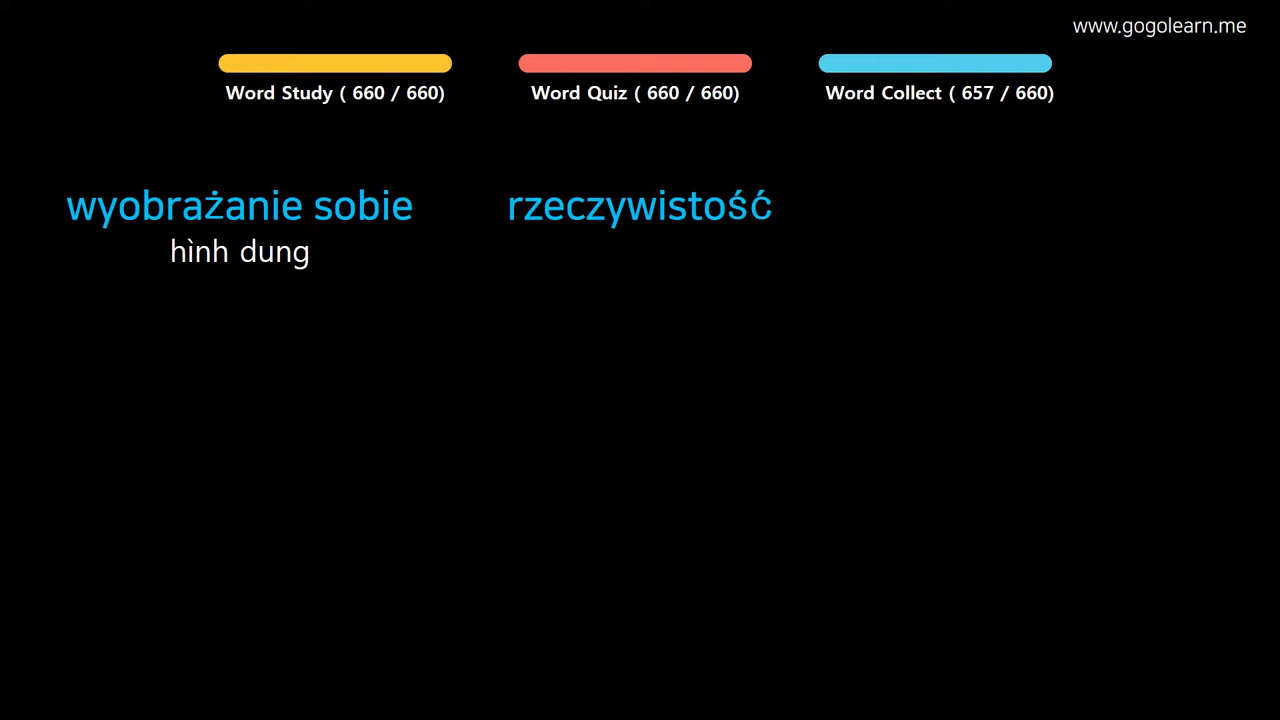 www.gogolearn.me
Word Study ( 660 / 660)
Word Quiz ( 660 / 660)
Word Collect ( 657 / 660)
wyobrażanie sobie
hình dung
rzeczywistość